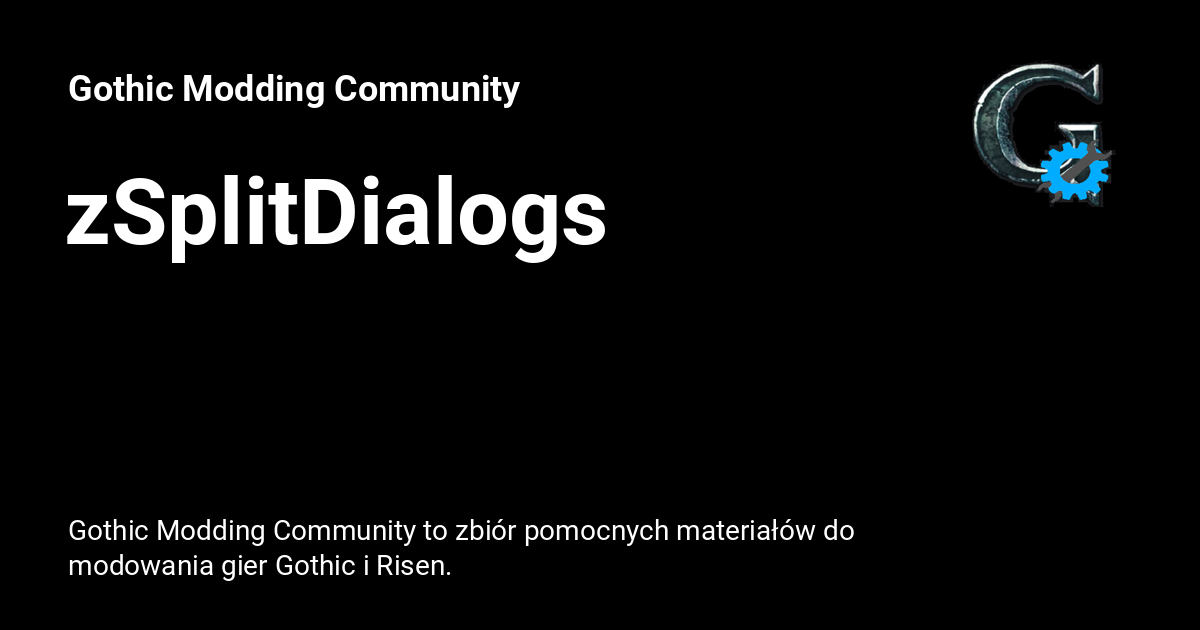 Gothic Modding Community
zSplitDialogs
Gothic Modding Community to zbiór pomocnych materiałów do
modowania gier Gothic i Risen.